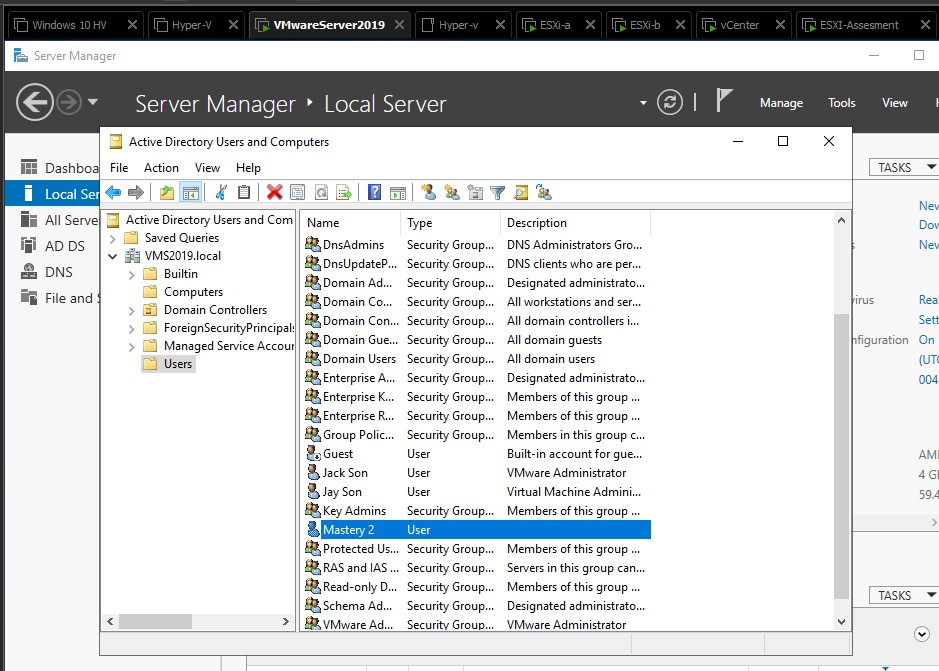 Windows 10 HV Hyper-V VMwareServer2019 Hyper-v ESXi-a ESXi-b vCenter ESXI-Assesment
Server Manager
Server Manager Local Server
Manage Tools View
Active Directory Users and Computers
File Action View Help
Dashboa
Local Ser
All Serve
AD DS
DNS
File and S
Active Directory Users and Com
Saved Queries
VMS2019.local
Builtin
Computers
Domain Controllers
ForeignSecurityPrincipals
Managed Service Accour
Users
Name Type Description
DnsAdmins Security Group... DNS Administrators Gro...
DnsUpdateP... Security Group... DNS clients who are per...
Domain Ad... Security Group... Designated administrato...
Domain Co... Security Group... All workstations and ser...
Domain Con... Security Group... All domain controllers i...
Domain Gue... Security Group... All domain guests
Domain Users Security Group... All domain users
Enterprise A... Security Group... Designated administrato...
Enterprise K... Security Group... Members of this group ...
Enterprise R... Security Group... Members of this group ...
Group Polic... Security Group... Members in this group c...
Guest User Built-in account for gue...
Jack Son User VMware Administrator
Jay Son User Virtual Machine Admini...
Key Admins Security Group... Members of this group ...
Mastery 2 User
Protected Us... Security Group... Members of this group ...
RAS and IAS ... Security Group... Servers in this group can...
Read-only D... Security Group... Members of this group ...
Schema Ad... Security Group... Designated administrato...
VMware Ad... Security Group... VMware Administrator
TASKS
Nev
Dov
Nev
virus Rea
Sett
nfiguration On
(UTC
004
AMI
4 G
59.4
TASKS